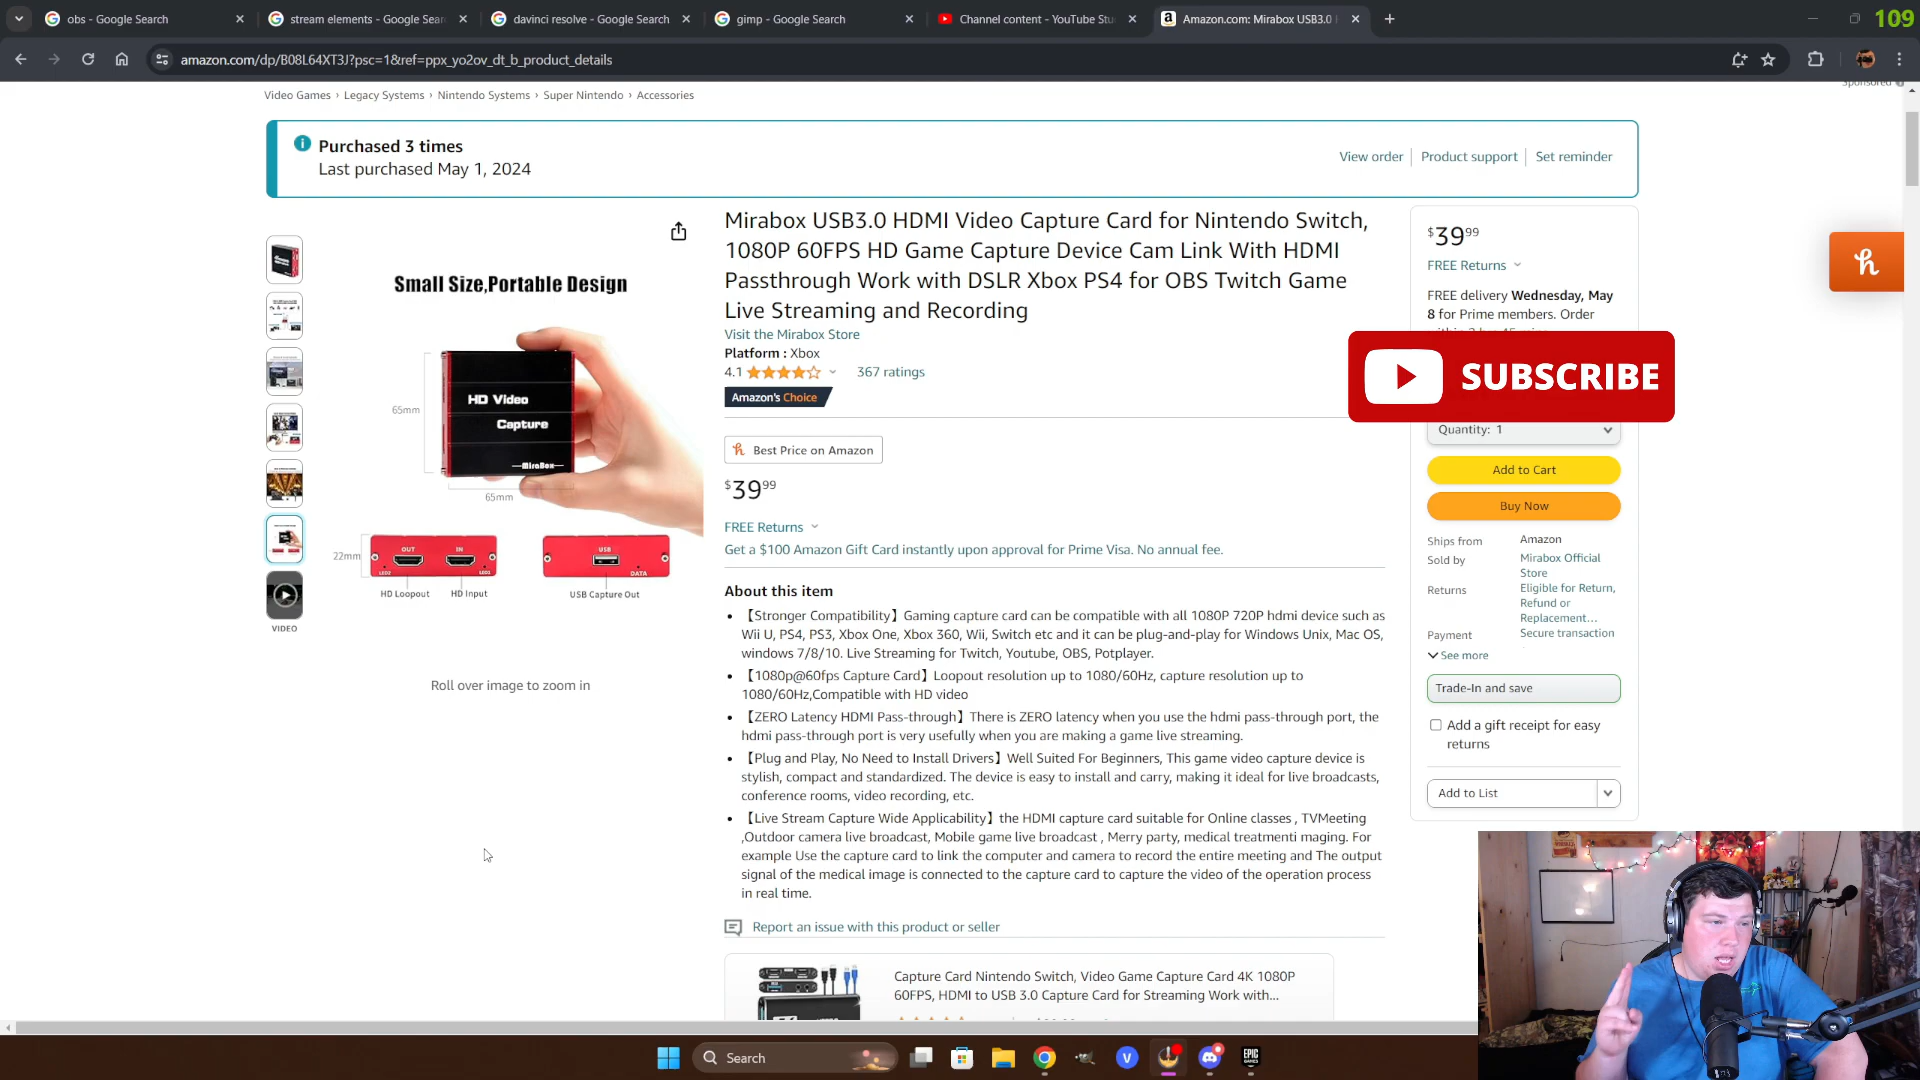 obs - Google Search
stream elements - Google Sear
davinci resolve - Google Search
gimp - Google Search
Channel content - YouTube Stu
Amazon.com: Mirabox USB3.0
109
amazon.com/dp/B08L64XT3J?psc=1&ref=ppx_yo2ov_dt_b_product_details
Sponsored
Video Games › Legacy Systems › Nintendo Systems › Super Nintendo › Accessories
Purchased 3 times
Last purchased May 1, 2024
View order
Product support
Set reminder
Small Size,Portable Design
65mm
HD Video
Capture
MiraBox
65mm
22mm
OUT
IN
LED2
LED1
USB
DATA
HD Loopout
HD Input
USB Capture Out
VIDEO
Roll over image to zoom in
Mirabox USB3.0 HDMI Video Capture Card for Nintendo Switch,
1080P 60FPS HD Game Capture Device Cam Link With HDMI
Passthrough Work with DSLR Xbox PS4 for OBS Twitch Game
Live Streaming and Recording
Visit the Mirabox Store
Platform : Xbox
4.1
367 ratings
Amazon's Choice
Best Price on Amazon
$39 99
FREE Returns
Get a $100 Amazon Gift Card instantly upon approval for Prime Visa. No annual fee.
About this item
• 【Stronger Compatibility】Gaming capture card can be compatible with all 1080P 720P hdmi device such as
Wii U, PS4, PS3, Xbox One, Xbox 360, Wii, Switch etc and it can be plug-and-play for Windows Unix, Mac OS,
windows 7/8/10. Live Streaming for Twitch, Youtube, OBS, Potplayer.
• 【1080p@60fps Capture Card】Loopout resolution up to 1080/60Hz, capture resolution up to
1080/60Hz,Compatible with HD video
• 【ZERO Latency HDMI Pass-through】There is ZERO latency when you use the hdmi pass-through port, the
hdmi pass-through port is very usefully when you are making a game live streaming.
• 【Plug and Play, No Need to Install Drivers】Well Suited For Beginners, This game video capture device is
stylish, compact and standardized. The device is easy to install and carry, making it ideal for live broadcasts,
conference rooms, video recording, etc.
• 【Live Stream Capture Wide Applicability】the HDMI capture card suitable for Online classes , TVMeeting
,Outdoor camera live broadcast, Mobile game live broadcast , Merry party, medical treatmenti maging. For
example Use the capture card to link the computer and camera to record the entire meeting and The output
signal of the medical image is connected to the capture card to capture the video of the operation process
in real time.
Report an issue with this product or seller
Capture Card Nintendo Switch, Video Game Capture Card 4K 1080P
60FPS, HDMI to USB 3.0 Capture Card for Streaming Work with...
$39 99
FREE Returns
FREE delivery Wednesday, May
8 for Prime members. Order
SUBSCRIBE
Quantity: 1
Add to Cart
Buy Now
Ships from
Amazon
Sold by
Mirabox Official
Store
Returns
Eligible for Return,
Refund or
Replacement...
Payment
Secure transaction
See more
Trade-In and save
Add a gift receipt for easy
returns
Add to List
Search
EPIC
GAMES